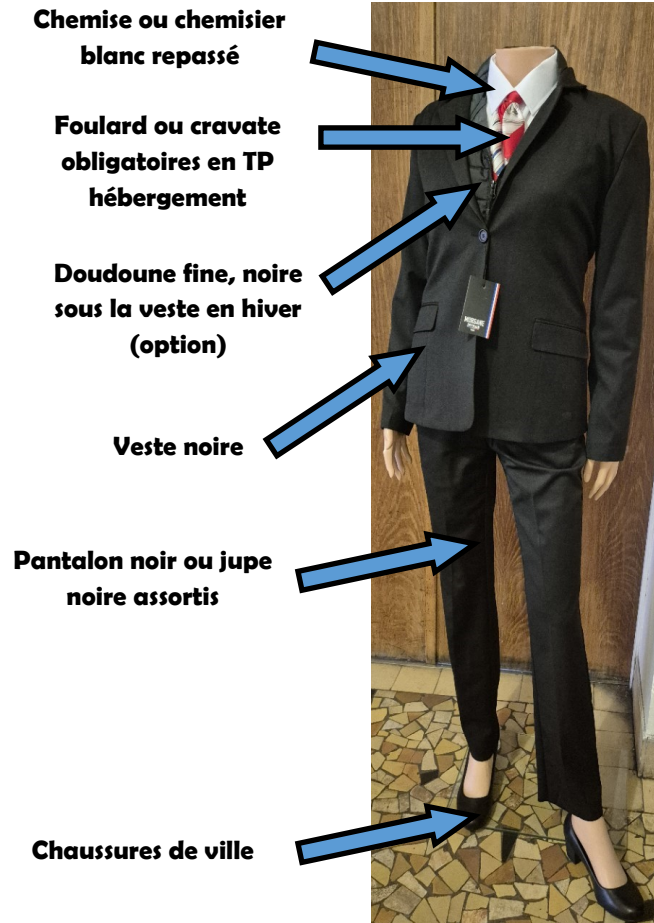 Chemise ou chemisier
blanc repassé
Foulard ou cravate
obligatoires en TP
hébergement
Doudoune fine, noire
sous la veste en hiver
(option)
Veste noire
Pantalon noir ou jupe
noire assortis
Chaussures de ville